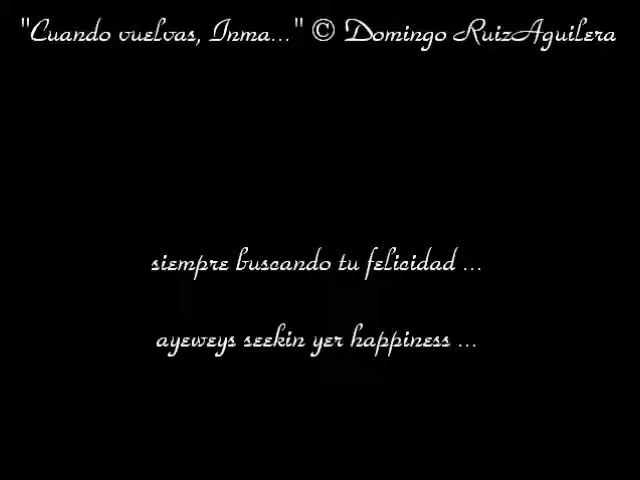 "Cuando vuelvas, Inma..." © Domingo RuizAguilera
siempre buscando tu felicidad ...
ayeweys seekin yer happiness ...